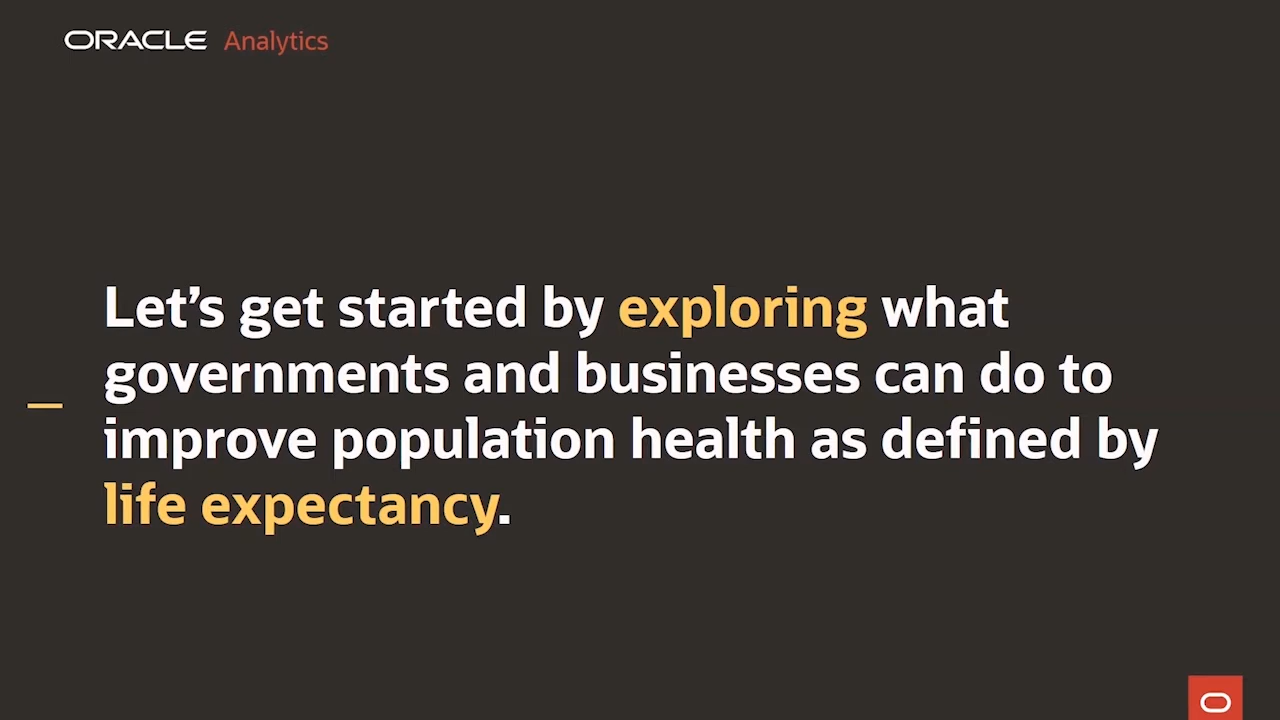 ORACLE Analytics
Let’s get started by exploring what
governments and businesses can do to
improve population health as defined by
life expectancy.